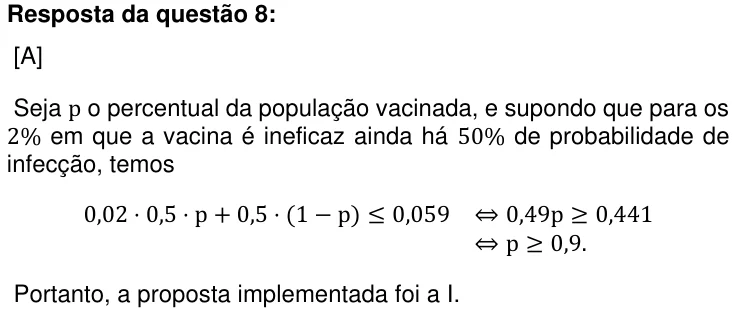 Resposta da questão 8:
[A]
Seja p o percentual da população vacinada, e supondo que para os
2% em que a vacina é ineficaz ainda há 50% de probabilidade de
infecção, temos
0,02 · 0,5 · p + 0,5 · (1 − p) ≤ 0,059 ⇔ 0,49p ≥ 0,441
⇔ p ≥ 0,9.
Portanto, a proposta implementada foi a I.